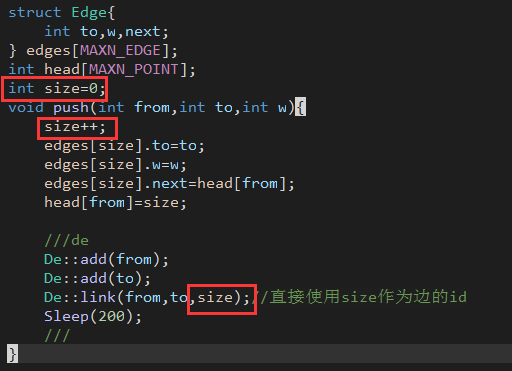 struct Edge{
    int to,w,next;
} edges[MAXN_EDGE];
int head[MAXN_POINT];
int size=0;
void push(int from,int to,int w){
    size++;
    edges[size].to=to;
    edges[size].w=w;
    edges[size].next=head[from];
    head[from]=size;

    ///de
    De::add(from);
    De::add(to);
    De::link(from,to,size);//直接使用size作为边的id
    Sleep(200);
    ///
}